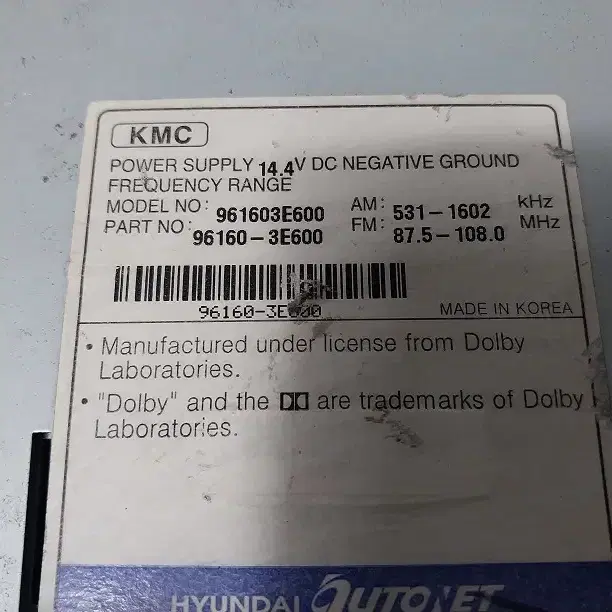 KMC
POWER SUPPLY 14.4V DC NEGATIVE GROUND
FREQUENCY RANGE
MODEL NO: 961603E600 AM: 531-1602 kHz
PART NO: 96160-3E600 FM: 87.5-108.0 MHz
96160-3E600
MADE IN KOREA
• Manufactured under license from Dolby
Laboratories.
• "Dolby" and the DD are trademarks of Dolby
Laboratories.
HYUNDAI AUTONET